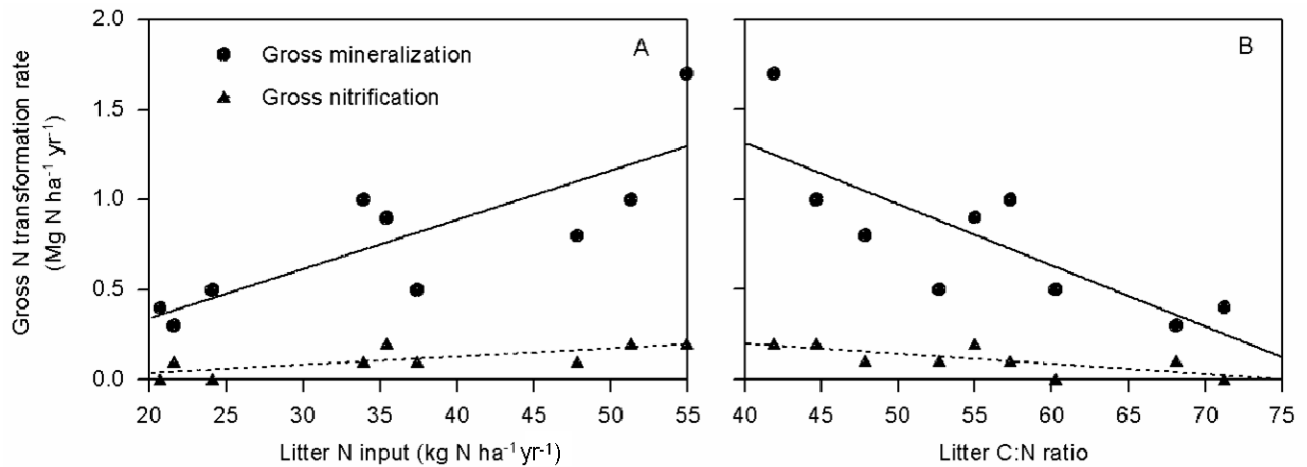 Gross N transformation rate
(Mg N ha⁻¹ yr⁻¹)
2.0
1.5
1.0
0.5
0.0
A
Gross mineralization
Gross nitrification
20 25 30 35 40 45 50 55
Litter N input (kg N ha⁻¹yr⁻¹)
B
40 45 50 55 60 65 70 75
Litter C:N ratio